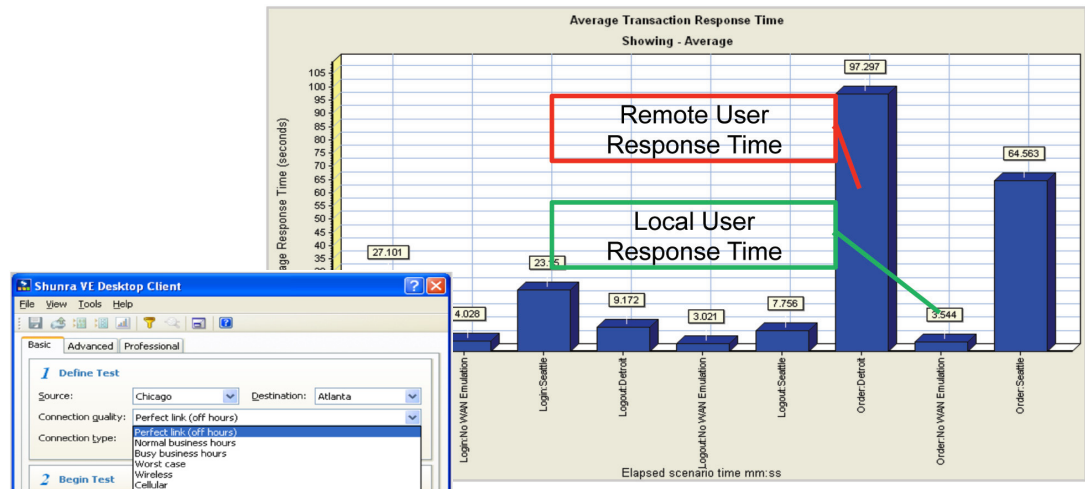 Average Transaction Response Time
Showing - Average
Response Time (seconds)
105
100
95
90
85
80
75
70
65
60
55
50
45
40
35
30
27.101
4.028
9.172
3.021
7.756
97.297
3.544
64.563
Remote User
Response Time
Local User
Response Time
Login:No WAN Emulation
Login:Seattle
Logout:Detroit
Logout:No WAN Emulation
Logout:Seattle
Order:Detroit
Order:No WAN Emulation
Order:Seattle
Elapsed scenario time mm:ss
Shunra VE Desktop Client
File View Tools Help
Basic Advanced Professional
1 Define Test
Source: Chicago Destination: Atlanta
Connection quality: Perfect link (off hours)
Connection type: Perfect link (off hours)
Normal business hours
Busy business hours
Worst case
Wireless
Cellular
2 Begin Test